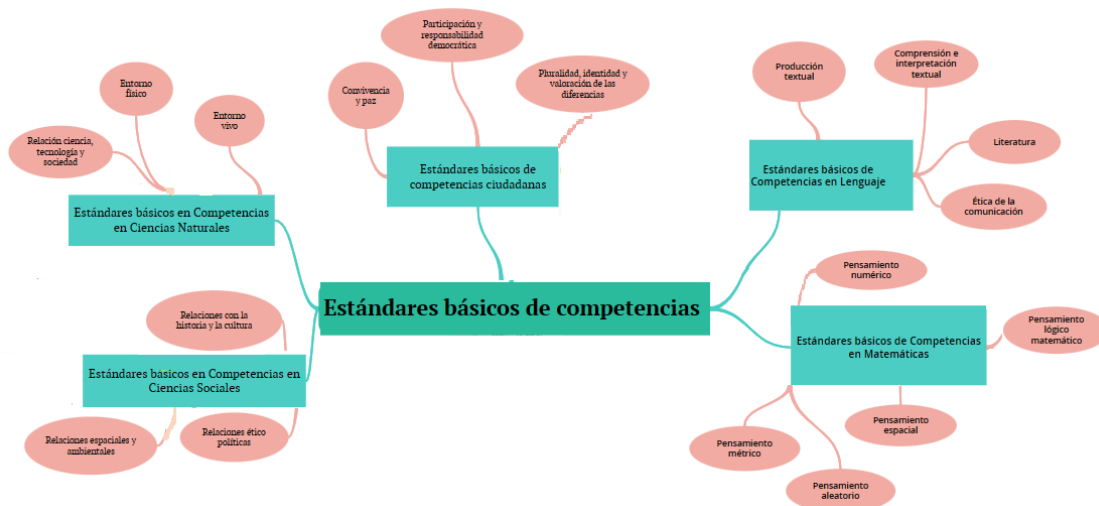 Participación y
responsabilidad
democrática
Convivencia
y paz
Pluralidad, identidad y
valoración de las
diferencias
Estándares básicos de
competencias ciudadanas
Entorno
físico
Entorno
vivo
Relación ciencia,
tecnología y
sociedad
Estándares básicos en Competencias
en Ciencias Naturales
Producción
textual
Comprensión e
interpretación
textual
Literatura
Ética de la
comunicación
Estándares básicos de
Competencias en Lenguaje
Estándares básicos de competencias
Relaciones con la
historia y la cultura
Estándares básicos en Competencias en
Ciencias Sociales
Relaciones espaciales y
ambientales
Relaciones ético
políticas
Pensamiento
numérico
Estándares básicos de Competencias
en Matemáticas
Pensamiento
lógico
matemático
Pensamiento
espacial
Pensamiento
métrico
Pensamiento
aleatorio